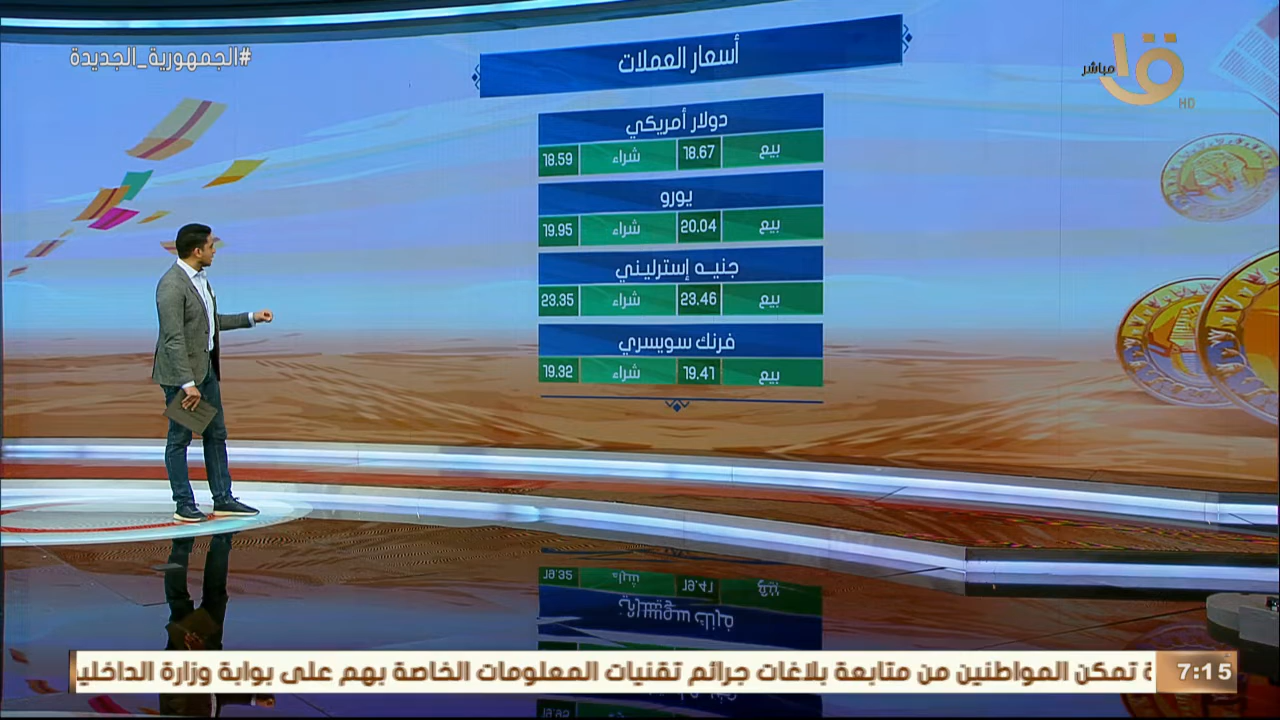 #الجمهورية_الجديدة
مباشر
HD
أسعار العملات
دولار أمريكي
بيع 18.67 شراء 18.59
يورو
بيع 20.04 شراء 19.95
جنيه إسترليني
بيع 23.46 شراء 23.35
فرنك سويسري
بيع 19.41 شراء 19.32
7:15 ة تمكن المواطنين من متابعة بلاغات جرائم تقنيات المعلومات الخاصة بهم على بوابة وزارة الداخلي